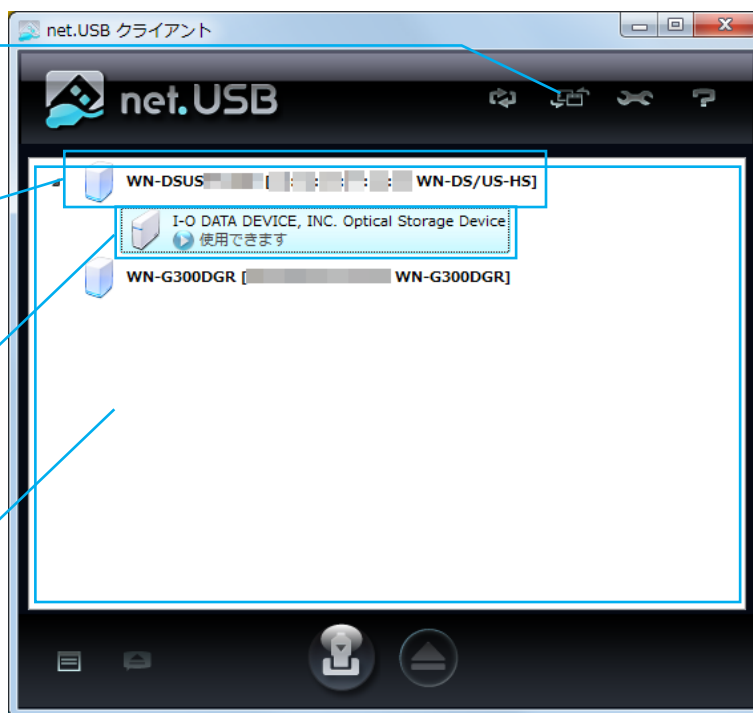 net.USB クライアント
net.USB
WN-DSUS [ : : : : : WN-DS/US-HS]
I-O DATA DEVICE, INC. Optical Storage Device
使用できます
WN-G300DGR [ WN-G300DGR]